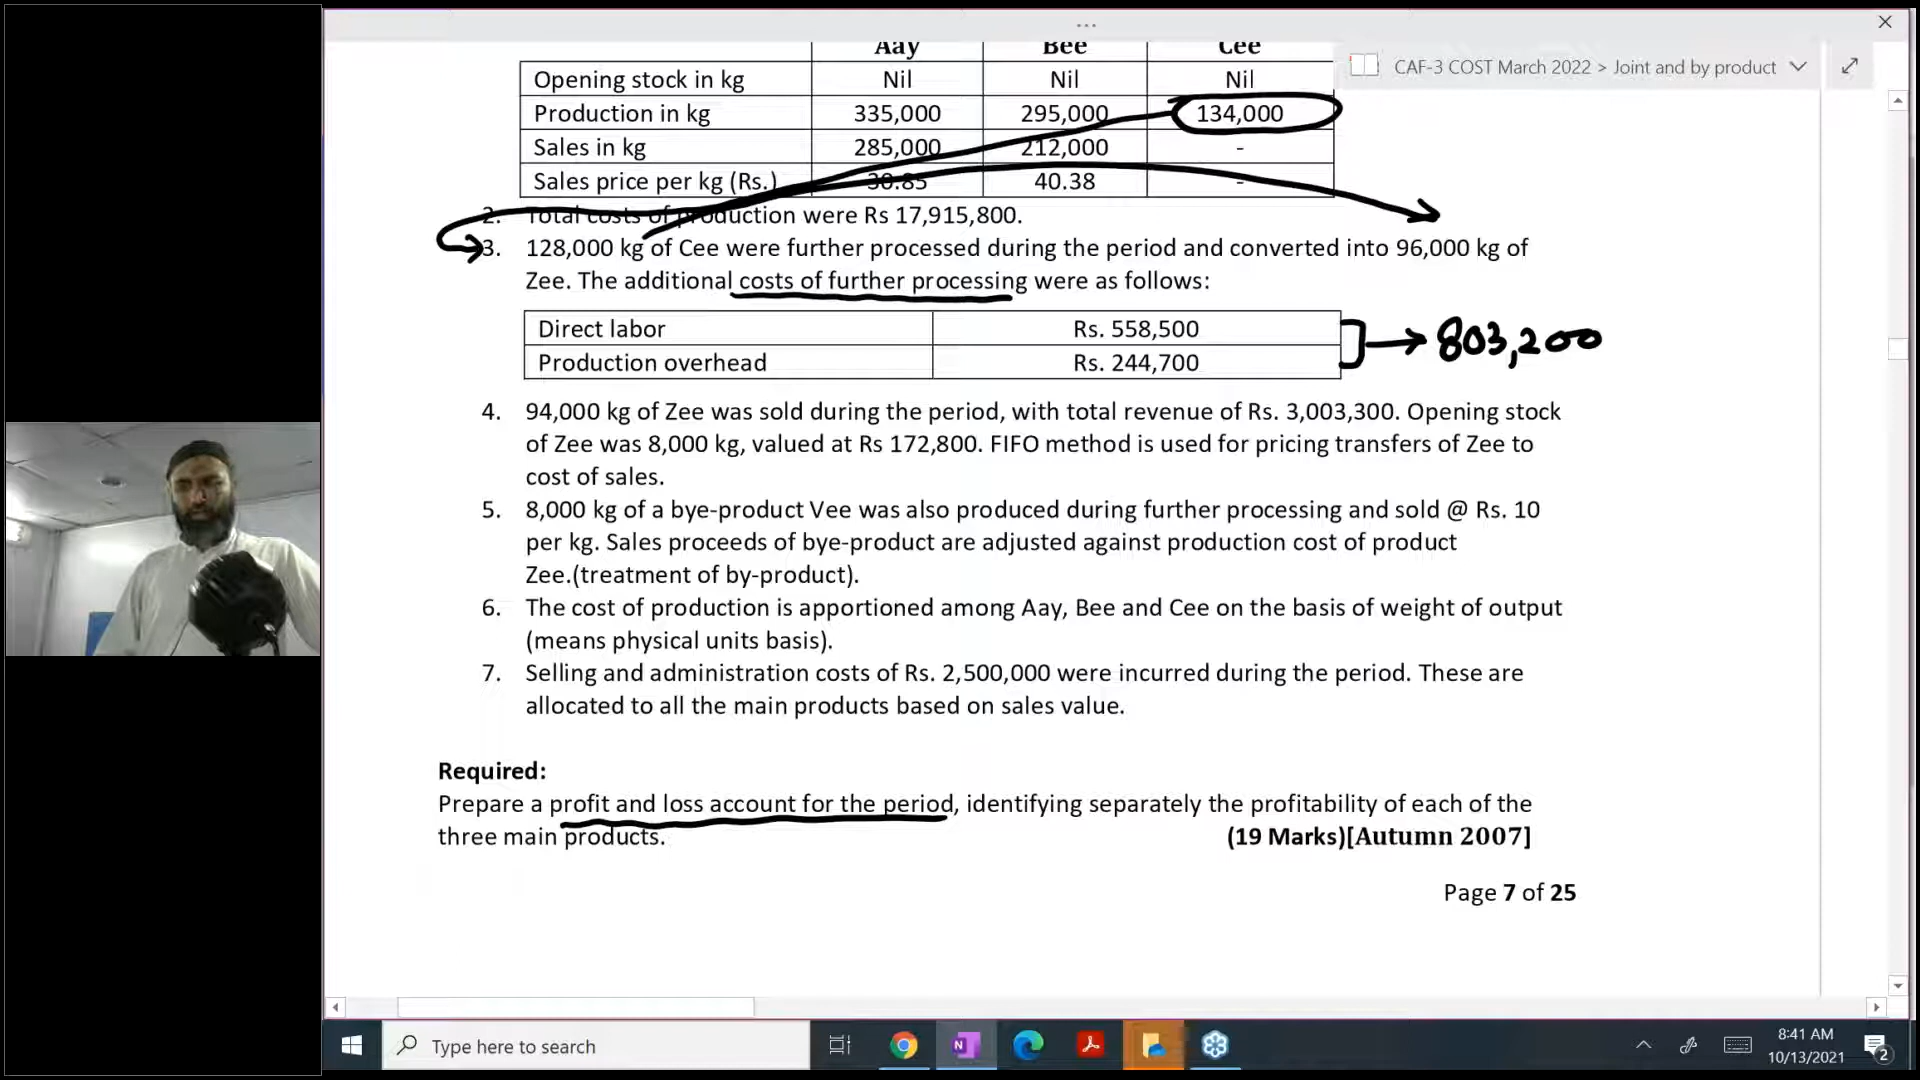 ...
CAF-3 COST March 2022 > Joint and by product
Aay Bee Cee
Opening stock in kg Nil Nil Nil
Production in kg 335,000 295,000 134,000
Sales in kg 285,000 212,000 -
Sales price per kg (Rs.) 30.85 40.38 -
2. Total costs of production were Rs 17,915,800.
3. 128,000 kg of Cee were further processed during the period and converted into 96,000 kg of
Zee. The additional costs of further processing were as follows:
Direct labor Rs. 558,500
Production overhead Rs. 244,700
803,200
4. 94,000 kg of Zee was sold during the period, with total revenue of Rs. 3,003,300. Opening stock
of Zee was 8,000 kg, valued at Rs 172,800. FIFO method is used for pricing transfers of Zee to
cost of sales.
5. 8,000 kg of a bye-product Vee was also produced during further processing and sold @ Rs. 10
per kg. Sales proceeds of bye-product are adjusted against production cost of product
Zee.(treatment of by-product).
6. The cost of production is apportioned among Aay, Bee and Cee on the basis of weight of output
(means physical units basis).
7. Selling and administration costs of Rs. 2,500,000 were incurred during the period. These are
allocated to all the main products based on sales value.
Required:
Prepare a profit and loss account for the period, identifying separately the profitability of each of the
three main products. (19 Marks)[Autumn 2007]
Page 7 of 25
Type here to search
8:41 AM
10/13/2021
2